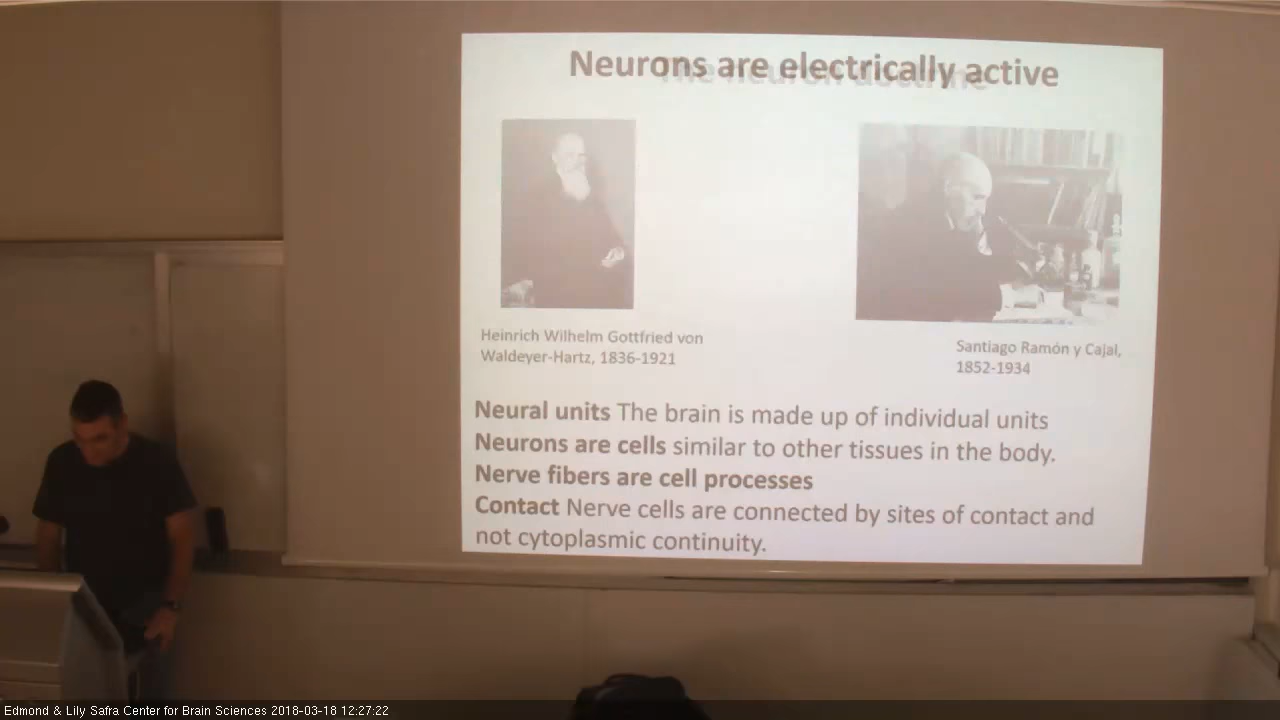 Neurons are electrically active
The neuron doctrine
Heinrich Wilhelm Gottfried von
Waldeyer-Hartz, 1836-1921
Santiago Ramón y Cajal,
1852-1934
Neural units The brain is made up of individual units
Neurons are cells similar to other tissues in the body.
Nerve fibers are cell processes
Contact Nerve cells are connected by sites of contact and
not cytoplasmic continuity.
Edmond & Lily Safra Center for Brain Sciences 2018-03-18 12:27:22